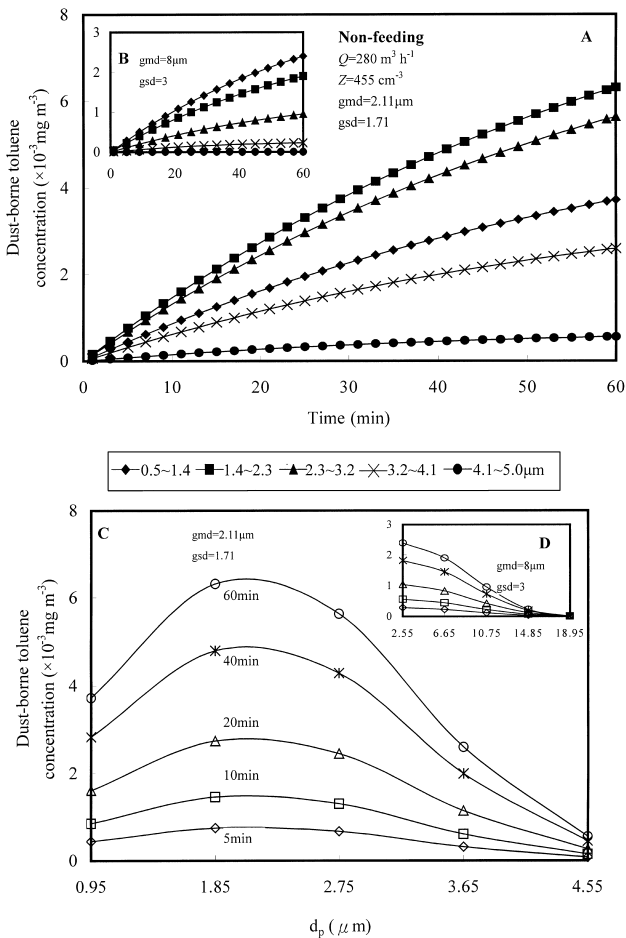 8
6
4
2
0
Dust-borne toluene
concentration (×10⁻³mg m⁻³)
3
2
1
0
B
gmd=8μm
gsd=3
0
20
40
60
Non-feeding
A
Q=280 m³ h⁻¹
Z=455 cm⁻³
gmd=2.11μm
gsd=1.71
0
10
20
30
40
50
60
Time (min)
0.5~1.4
1.4~2.3
2.3~3.2
3.2~4.1
4.1~5.0μm
8
6
4
2
0
Dust-borne toluene
concentration (×10⁻³mg m⁻³)
C
gmd=2.11μm
gsd=1.71
60min
40min
20min
10min
5min
3
2
1
0
D
gmd=8μm
gsd=3
2.55
6.65
10.75
14.85
18.95
0.95
1.85
2.75
3.65
4.55
dₚ ( μ m)